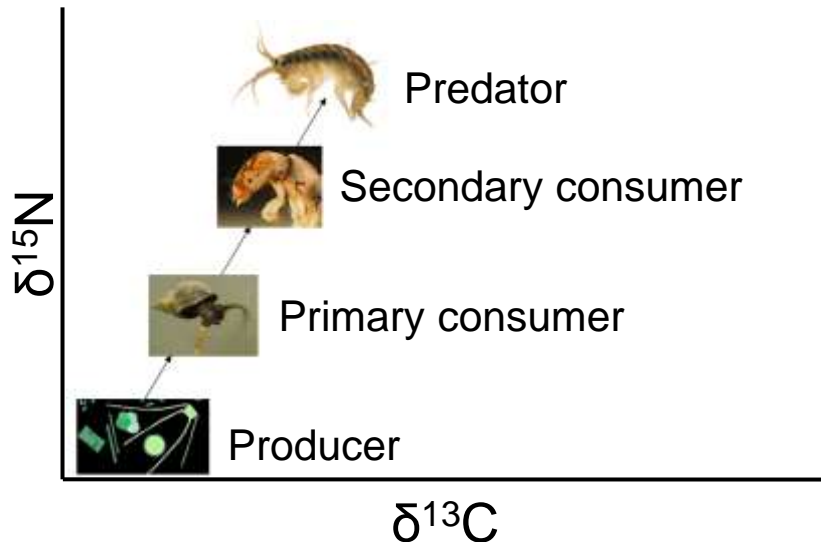 Predator
Secondary consumer
δ¹⁵N
Primary consumer
Producer
δ¹³C